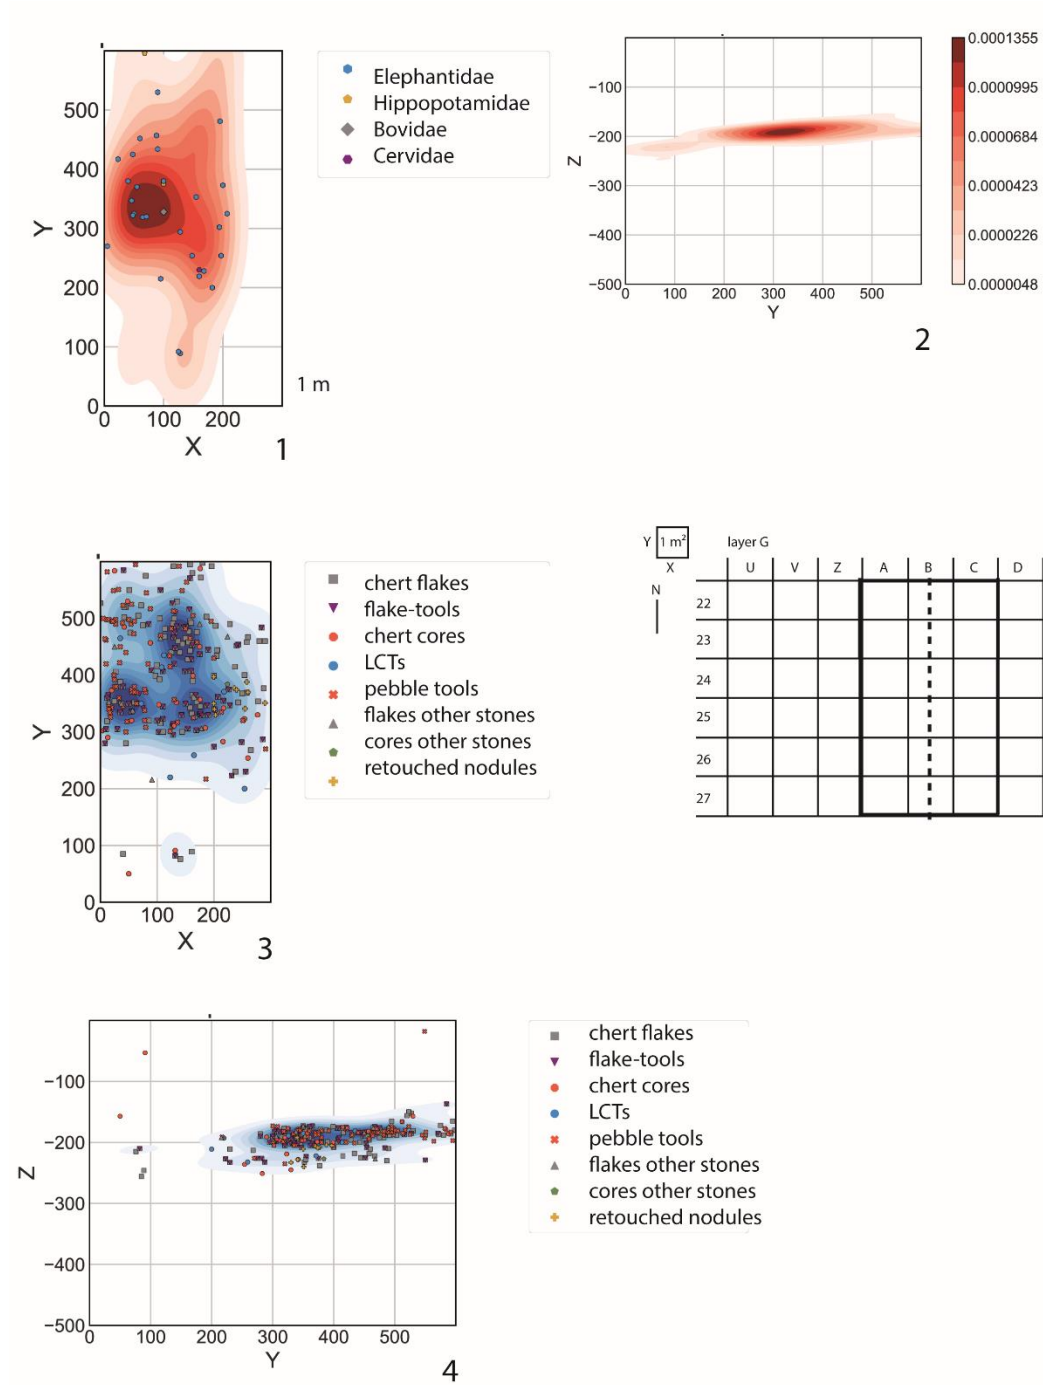 Y
500
400
300
200
100
0
0 100 200
X
1
1 m
Elephantidae
Hippopotamidae
Bovidae
Cervidae
Z
−100
−200
−300
−400
−500
0 100 200 300 400 500
Y
2
0.0001355
0.0000995
0.0000684
0.0000423
0.0000226
0.0000048
Y
500
400
300
200
100
0
0 100 200
X
3
chert flakes
flake-tools
chert cores
LCTs
pebble tools
flakes other stones
cores other stones
retouched nodules
Y 1 m² layer G
X U V Z A B C D
N
22
23
24
25
26
27
Z
−100
−200
−300
−400
−500
0 100 200 300 400 500
Y
4
chert flakes
flake-tools
chert cores
LCTs
pebble tools
flakes other stones
cores other stones
retouched nodules